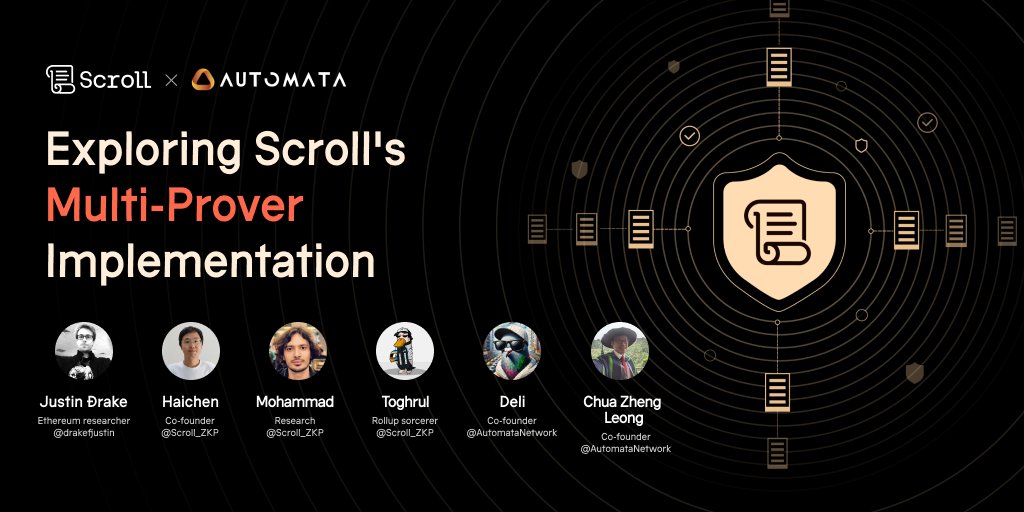 Scroll × AUTOMATA
Exploring Scroll's
Multi-Prover
Implementation
Justin Đrake
Ethereum researcher
@drakefjustin
Haichen
Co-founder
@Scroll_ZKP
Mohammad
Research
@Scroll_ZKP
Toghrul
Rollup sorcerer
@Scroll_ZKP
Deli
Co-founder
@AutomataNetwork
Chua Zheng
Leong
Co-founder
@AutomataNetwork